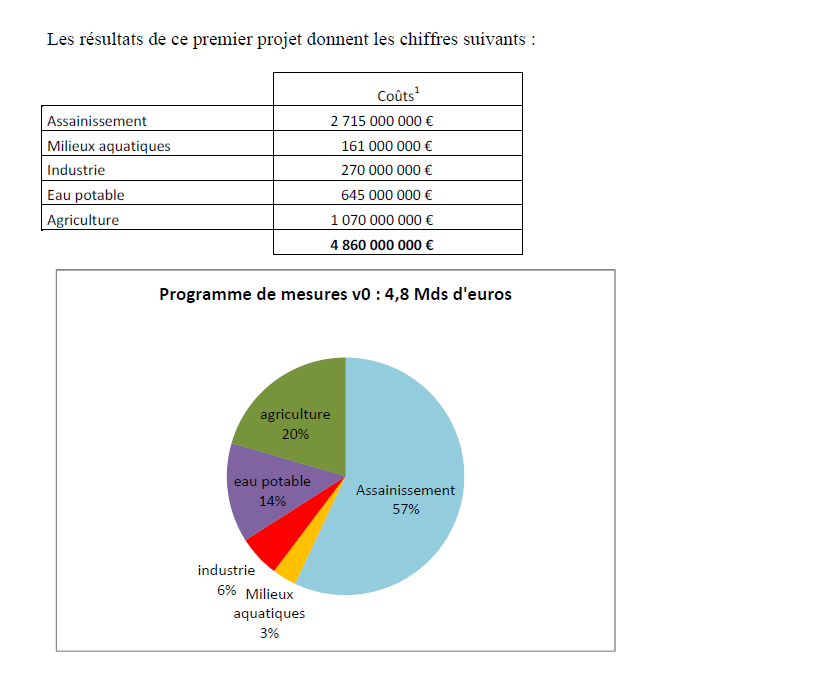 Les résultats de ce premier projet donnent les chiffres suivants :
Coûts1
Assainissement 2 715 000 000 €
Milieux aquatiques 161 000 000 €
Industrie 270 000 000 €
Eau potable 645 000 000 €
Agriculture 1 070 000 000 €
4 860 000 000 €
Programme de mesures v0 : 4,8 Mds d'euros
agriculture
20%
eau potable
14%
Assainissement
57%
industrie
6%
Milieux
aquatiques
3%